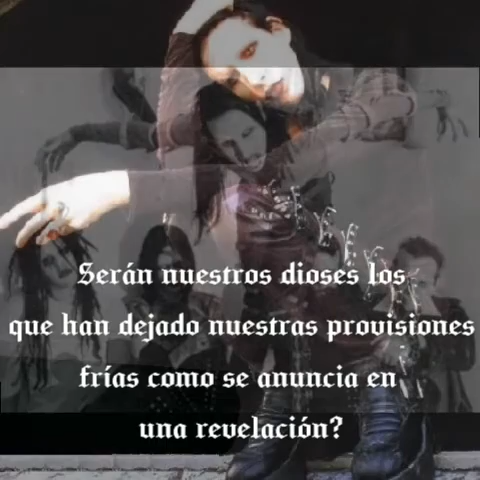 Serán nuestros dioses los
que han dejado nuestras provisiones
frías como se anuncia en
una revelación?